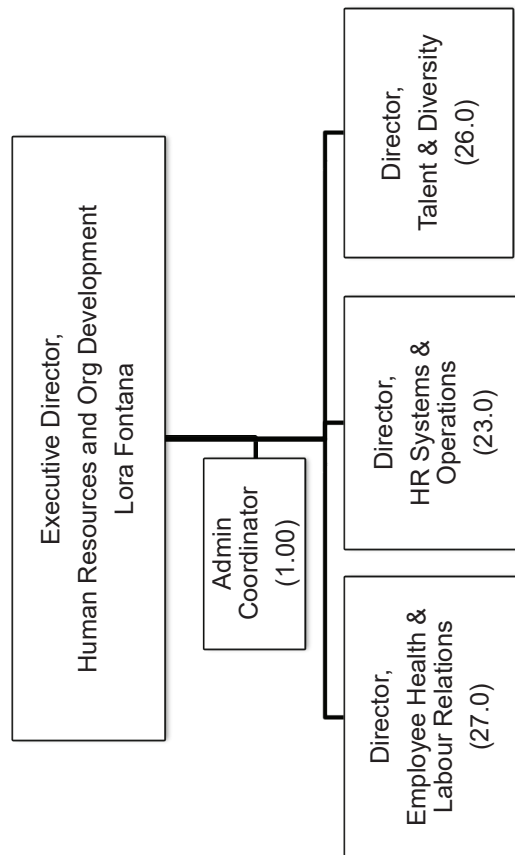 Executive Director,
Human Resources and Org Development
Lora Fontana
Admin
Coordinator
(1.00)
Director,
Employee Health &
Labour Relations
(27.0)
Director,
HR Systems &
Operations
(23.0)
Director,
Talent & Diversity
(26.0)